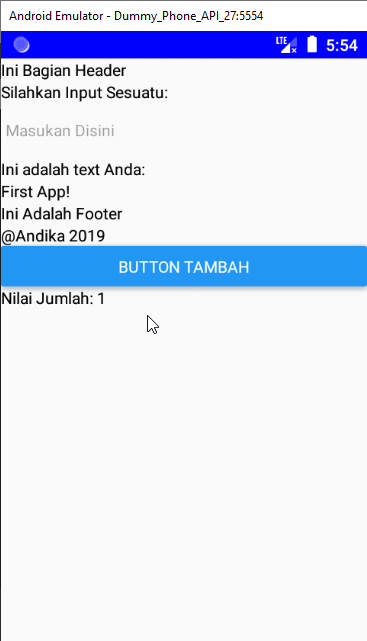 Android Emulator - Dummy_Phone_API_27:5554
LTE 5:54
Ini Bagian Header
Silahkan Input Sesuatu:
Masukan Disini
Ini adalah text Anda:
First App!
Ini Adalah Footer
@Andika 2019
BUTTON TAMBAH
Nilai Jumlah: 1